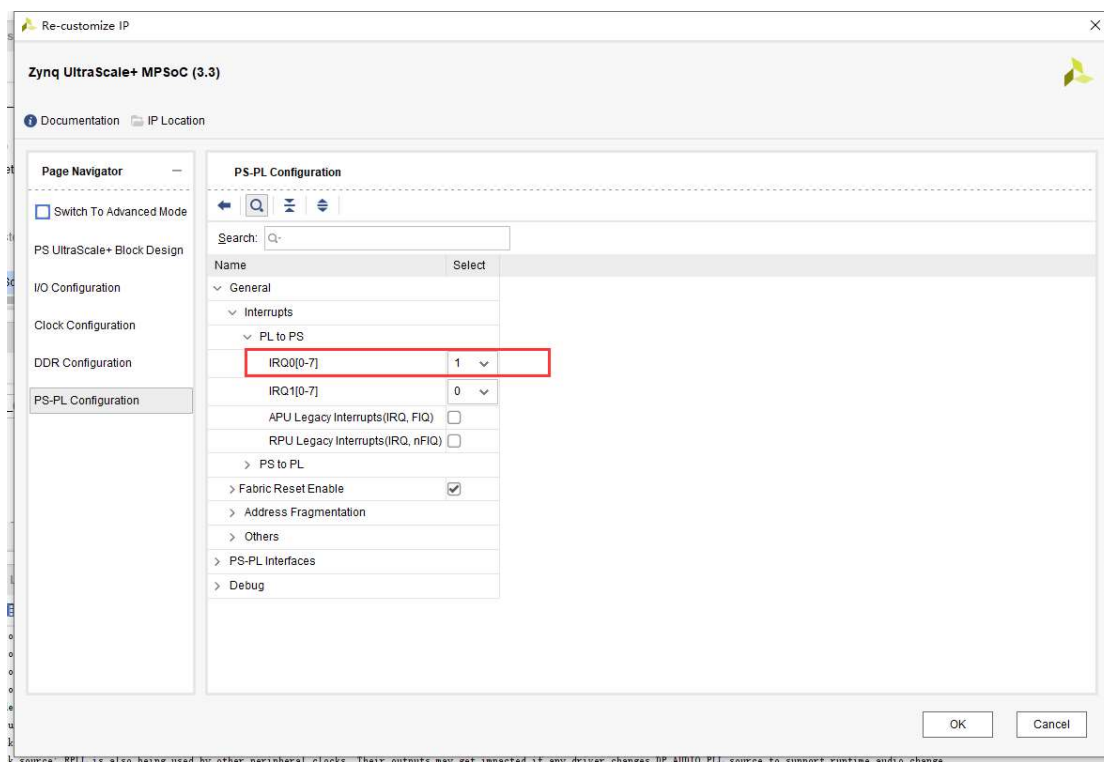 Re-customize IP
Zynq UltraScale+ MPSoC (3.3)
Documentation IP Location
Page Navigator
Switch To Advanced Mode
PS UltraScale+ Block Design
I/O Configuration
Clock Configuration
DDR Configuration
PS-PL Configuration
PS-PL Configuration
Search:
Name Select
General
Interrupts
PL to PS
IRQ0[0-7] 1
IRQ1[0-7] 0
APU Legacy Interrupts(IRQ, FIQ)
RPU Legacy Interrupts(IRQ, nFIQ)
PS to PL
Fabric Reset Enable
Address Fragmentation
Others
PS-PL Interfaces
Debug
OK Cancel
k source' RPLL is also being used by other peripheral clocks. Their outputs may get impacted if any driver changes DP_AUDIO PLL source to support runtime audio change